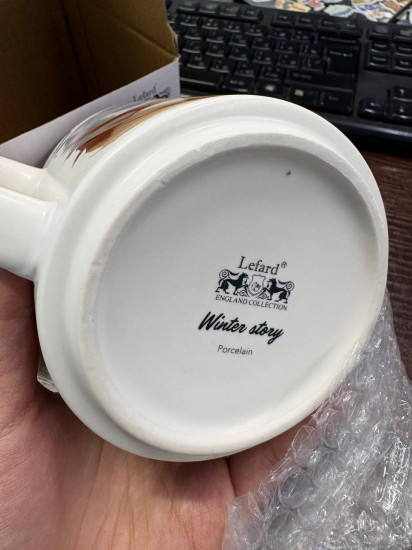 Lefard®
ENGLAND COLLECTION
Winter story
Porcelain